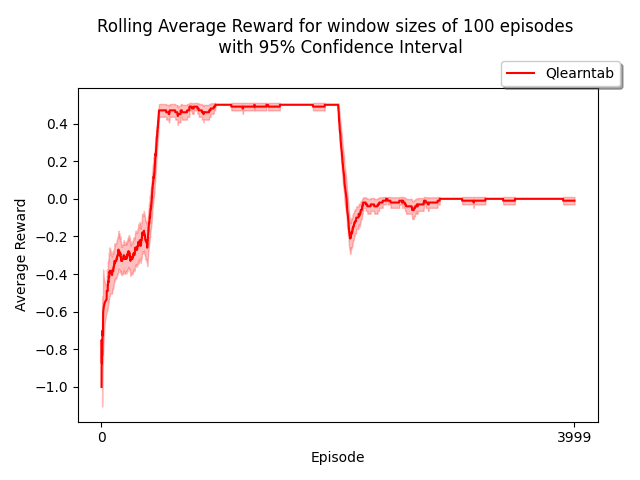 Rolling Average Reward for window sizes of 100 episodes
with 95% Confidence Interval
Qlearntab
Average Reward
0.4
0.2
0.0
−0.2
−0.4
−0.6
−0.8
−1.0
0
3999
Episode